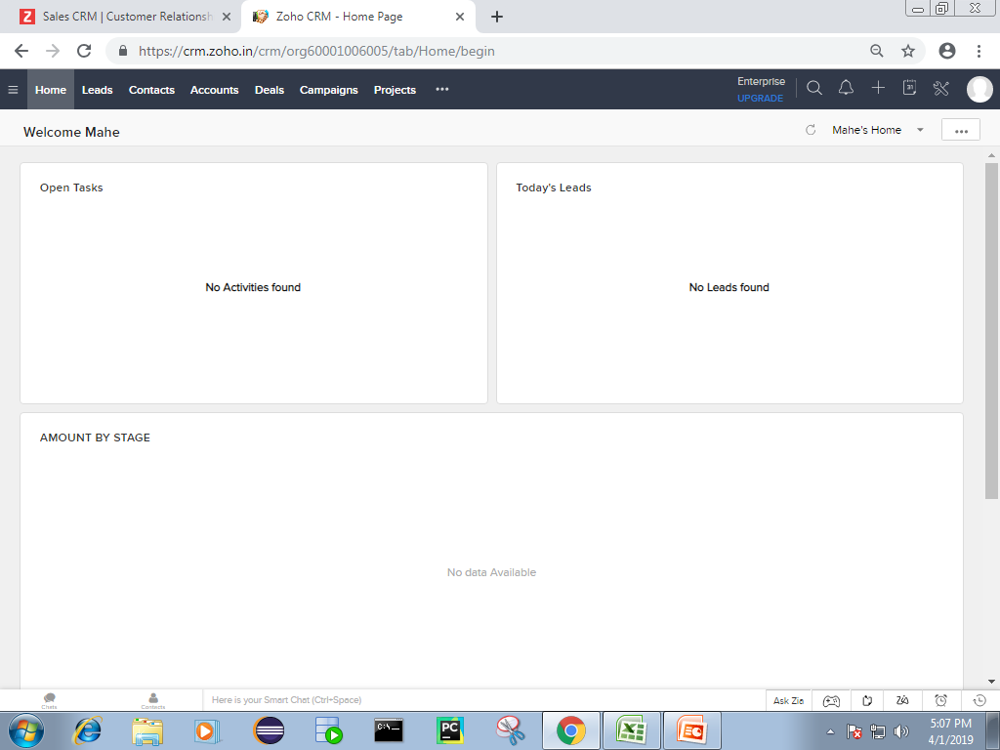 Sales CRM | Customer Relationsh
Zoho CRM - Home Page
https://crm.zoho.in/crm/org60001006005/tab/Home/begin
Home Leads Contacts Accounts Deals Campaigns Projects ...
Enterprise
UPGRADE
31
Welcome Mahe
Mahe's Home
Open Tasks
No Activities found
Today's Leads
No Leads found
AMOUNT BY STAGE
No data Available
Chats
Contacts
Here is your Smart Chat (Ctrl+Space)
Ask Zia
C:\
PC
5:07 PM
4/1/2019